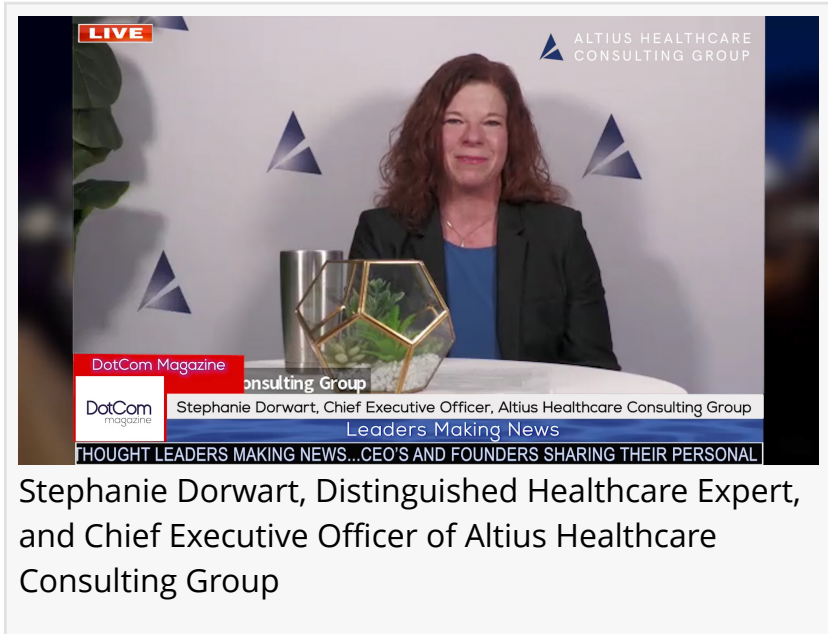 LIVE
ALTIUS HEALTHCARE
CONSULTING GROUP
DotCom Magazine
onsulting Group
DotCom
magazine
Stephanie Dorwart, Chief Executive Officer, Altius Healthcare Consulting Group
Leaders Making News
THOUGHT LEADERS MAKING NEWS...CEO'S AND FOUNDERS SHARING THEIR PERSONAL
Stephanie Dorwart, Distinguished Healthcare Expert,
and Chief Executive Officer of Altius Healthcare
Consulting Group